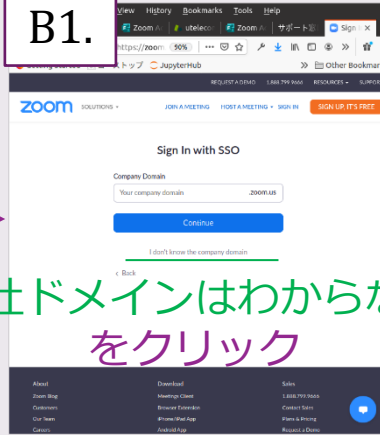 B1.
View History Bookmarks Tools Help
Zoom A utelecor Zoom A サポート Sign X
https://zoom 90% ... »
ップ JupyterHub » Other Bookmar
REQUEST A DEMO 1.888.799.9666 RESOURCES SUPPORT
zoom SOLUTIONS JOIN A MEETING HOST A MEETING SIGN IN SIGN UP, IT'S FREE
Sign In with SSO
Company Domain
Your company domain .zoom.us
Continue
I don't know the company domain
< Back
社ドメインはわからな
をクリック
About Download Sales
Zoom Blog Meetings Client 1.888.799.9666
Customers Browser Extension Contact Sales
Our Team iPhone/iPad App Plans & Pricing
Careers Android App Request a Demo